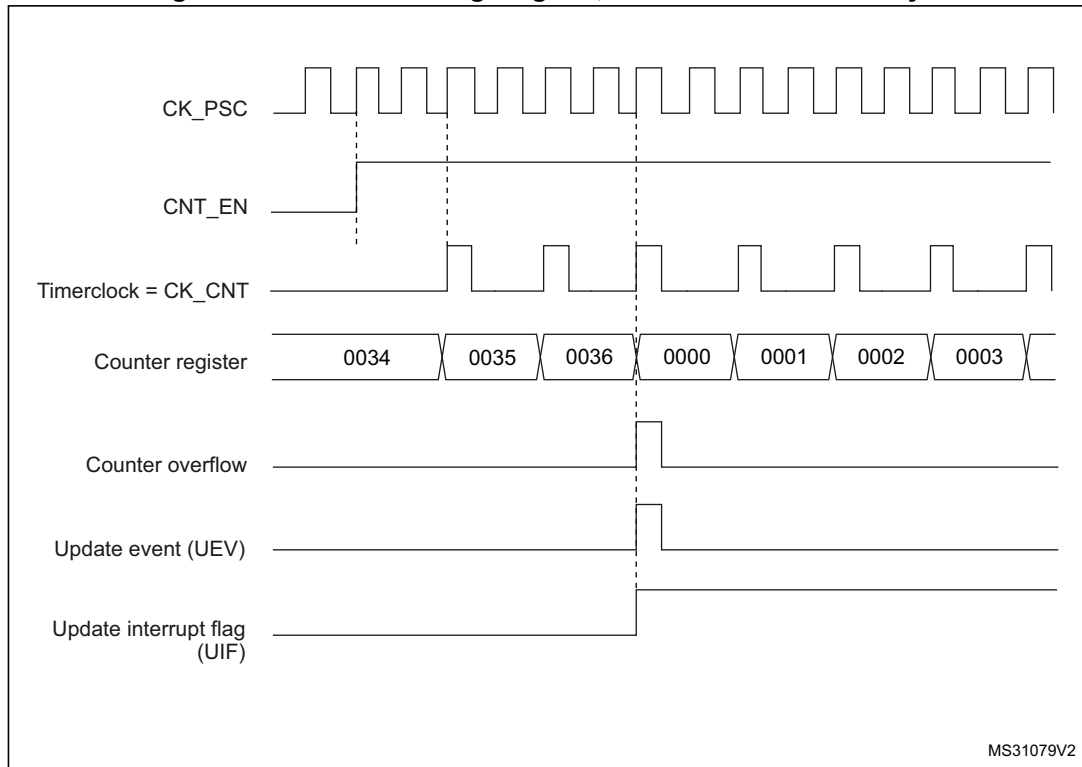 CK_PSC
CNT_EN
Timerclock = CK_CNT
Counter register
0034 0035 0036 0000 0001 0002 0003
Counter overflow
Update event (UEV)
Update interrupt flag
(UIF)
MS31079V2